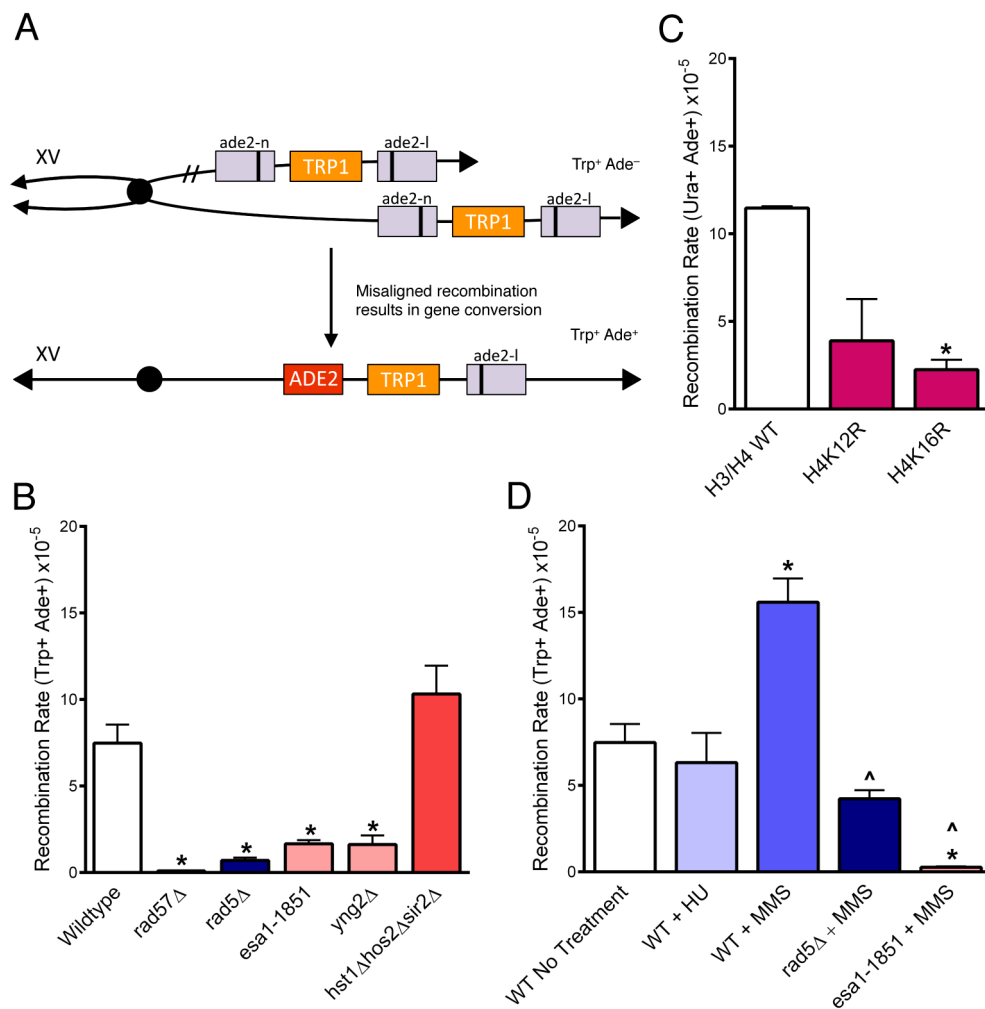 A
XV
ade2-n
TRP1
ade2-l
Trp⁺ Ade⁻
ade2-n
TRP1
ade2-l
Misaligned recombination
results in gene conversion
Trp⁺ Ade⁺
XV
ADE2
TRP1
ade2-l
B
Recombination Rate (Trp+ Ade+) x10⁻⁵
20
15
10
5
0
*
*
*
*
Wildtype
rad57Δ
rad5Δ
esa1-1851
yng2Δ
hst1Δhos2Δsir2Δ
C
Recombination Rate (Ura+ Ade+) x10⁻⁵
20
15
10
5
0
*
H3/H4 WT
H4K12R
H4K16R
D
Recombination Rate (Trp+ Ade+) x10⁻⁵
20
15
10
5
0
*
^
^
*
WT No Treatment
WT + HU
WT + MMS
rad5Δ + MMS
esa1-1851 + MMS